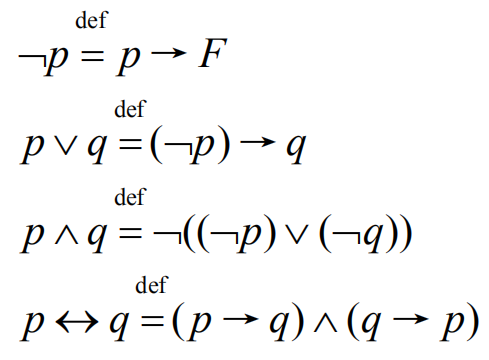 ¬p def= p → F
p ∨ q def= (¬p) → q
p ∧ q def= ¬((¬p) ∨ (¬q))
p ↔ q def= (p → q) ∧ (q → p)